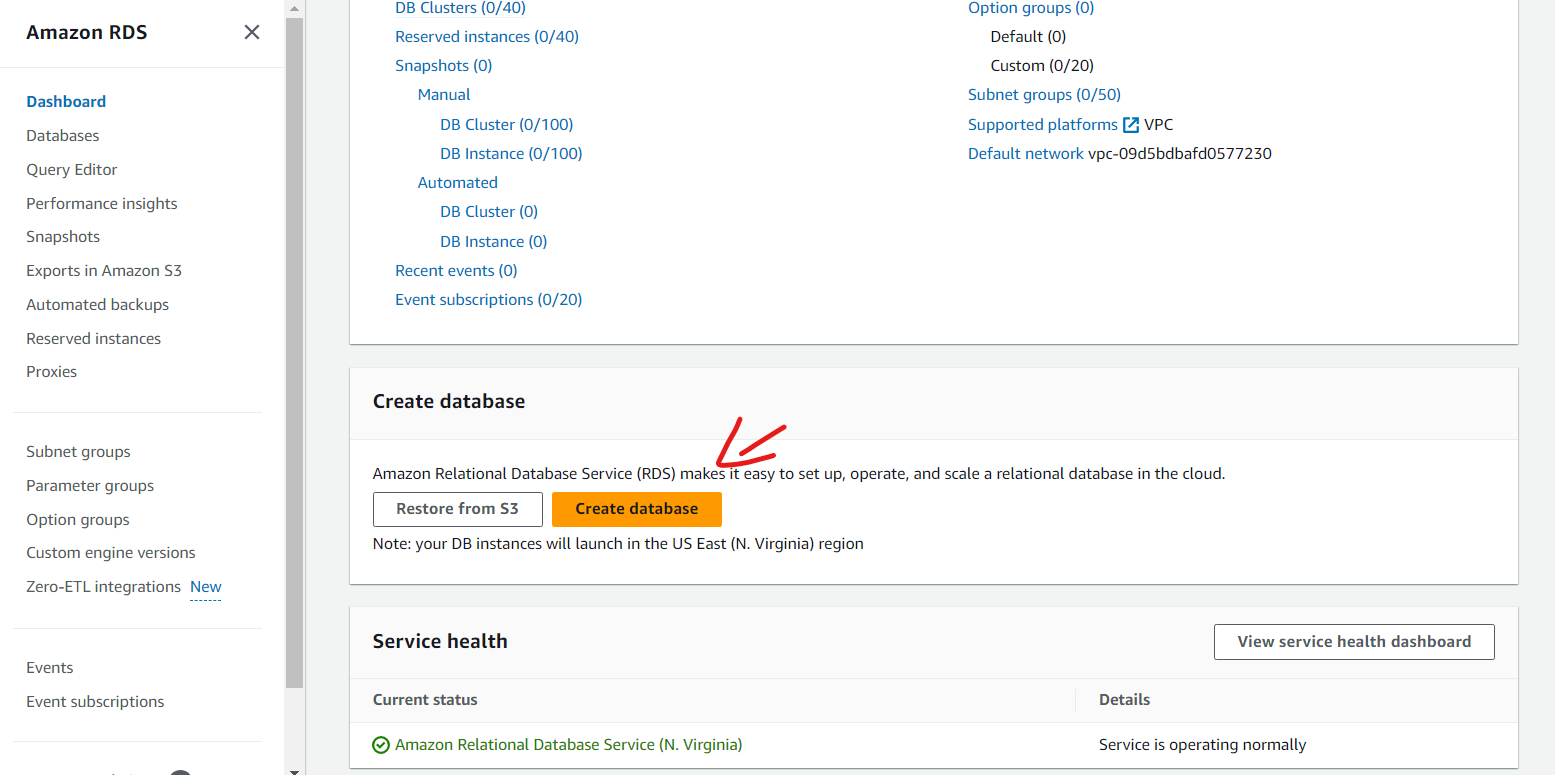 Amazon RDS
Dashboard
Databases
Query Editor
Performance insights
Snapshots
Exports in Amazon S3
Automated backups
Reserved instances
Proxies
Subnet groups
Parameter groups
Option groups
Custom engine versions
Zero-ETL integrations New
Events
Event subscriptions
DB Clusters (0/40)
Reserved instances (0/40)
Snapshots (0)
Manual
DB Cluster (0/100)
DB Instance (0/100)
Automated
DB Cluster (0)
DB Instance (0)
Recent events (0)
Event subscriptions (0/20)
Option groups (0)
Default (0)
Custom (0/20)
Subnet groups (0/50)
Supported platforms VPC
Default network vpc-09d5bdbafd0577230
Create database
Amazon Relational Database Service (RDS) makes it easy to set up, operate, and scale a relational database in the cloud.
Restore from S3 Create database
Note: your DB instances will launch in the US East (N. Virginia) region
Service health View service health dashboard
Current status Details
Amazon Relational Database Service (N. Virginia) Service is operating normally